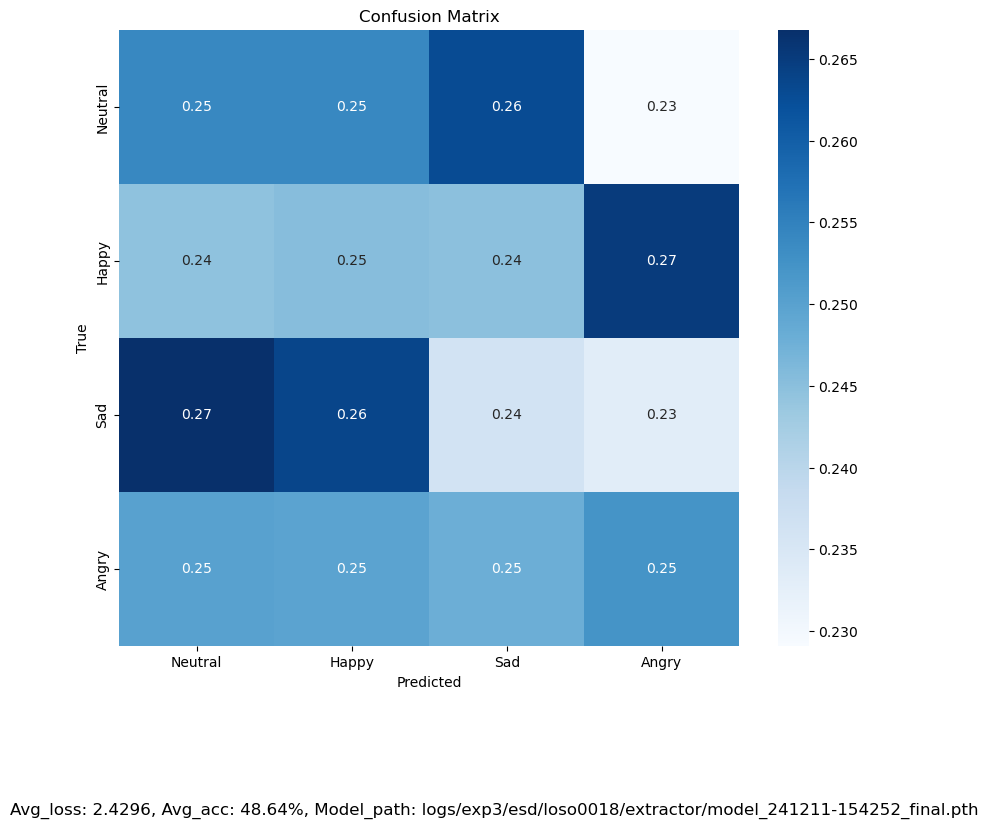 Confusion Matrix
Neutral 0.25 0.25 0.26 0.23
Happy 0.24 0.25 0.24 0.27
Sad 0.27 0.26 0.24 0.23
Angry 0.25 0.25 0.25 0.25
True
Neutral Happy Sad Angry
Predicted
0.265
0.260
0.255
0.250
0.245
0.240
0.235
0.230
Avg_loss: 2.4296, Avg_acc: 48.64%, Model_path: logs/exp3/esd/loso0018/extractor/model_241211-154252_final.pth